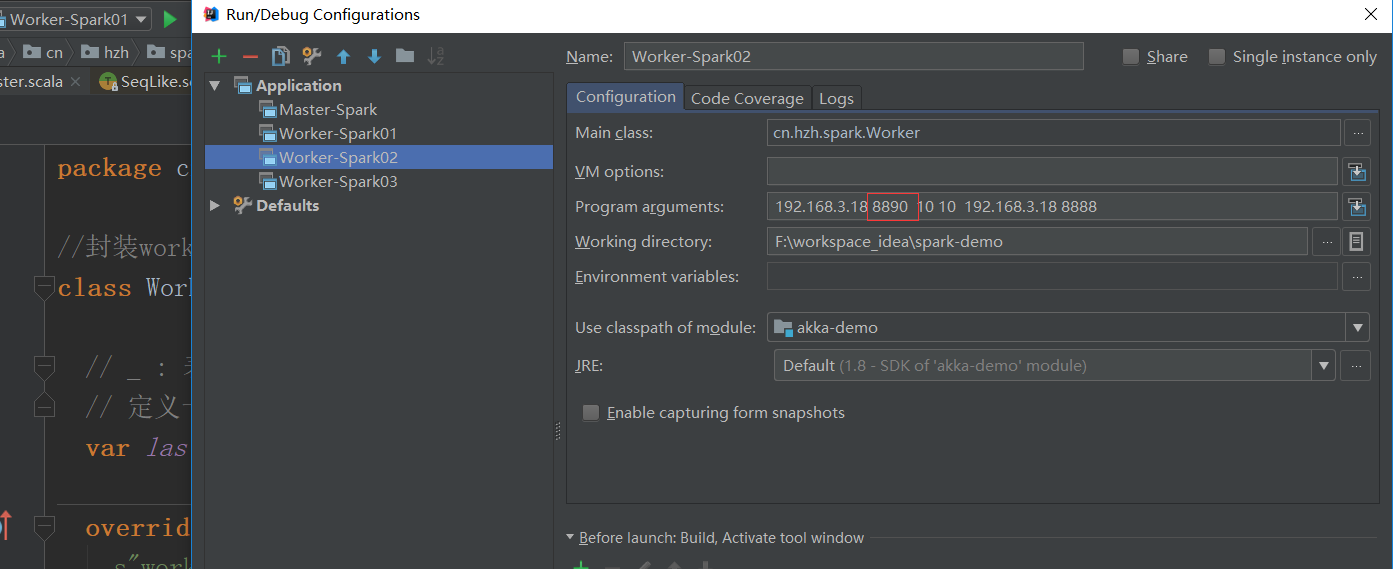 Worker-Spark01
Run/Debug Configurations
cn
hzh
ster.scala
Name:
Worker-Spark02
Share
Single instance only
Application
Master-Spark
Worker-Spark01
Worker-Spark02
Worker-Spark03
Defaults
Configuration
Code Coverage
Logs
Main class:
cn.hzh.spark.Worker
VM options:
Program arguments:
192.168.3.18 8890 10 10 192.168.3.18 8888
Working directory:
F:\workspace_idea\spark-demo
Environment variables:
Use classpath of module:
akka-demo
JRE:
Default (1.8 - SDK of 'akka-demo' module)
Enable capturing form snapshots
Before launch: Build, Activate tool window
package c
//封装work
class Work
// _ :
// 定义
var las
overrid
s"work